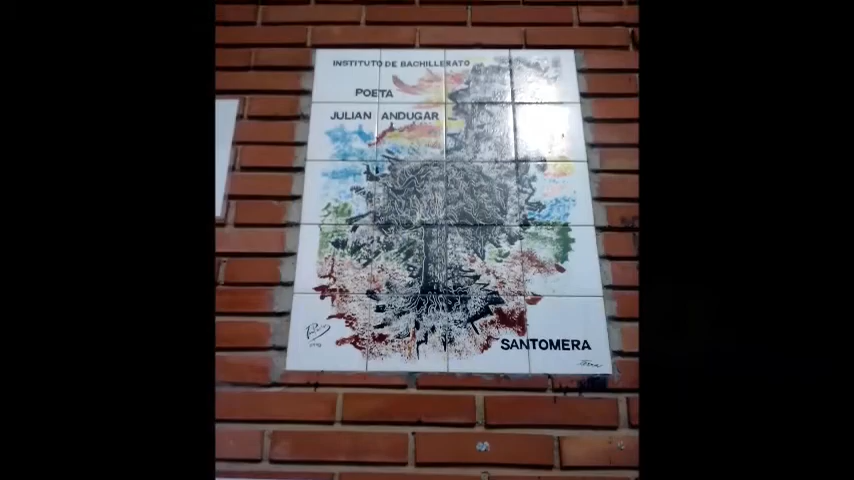 INSTITUTO DE BACHILLERATO
POETA
JULIAN ANDUGAR
SANTOMERA